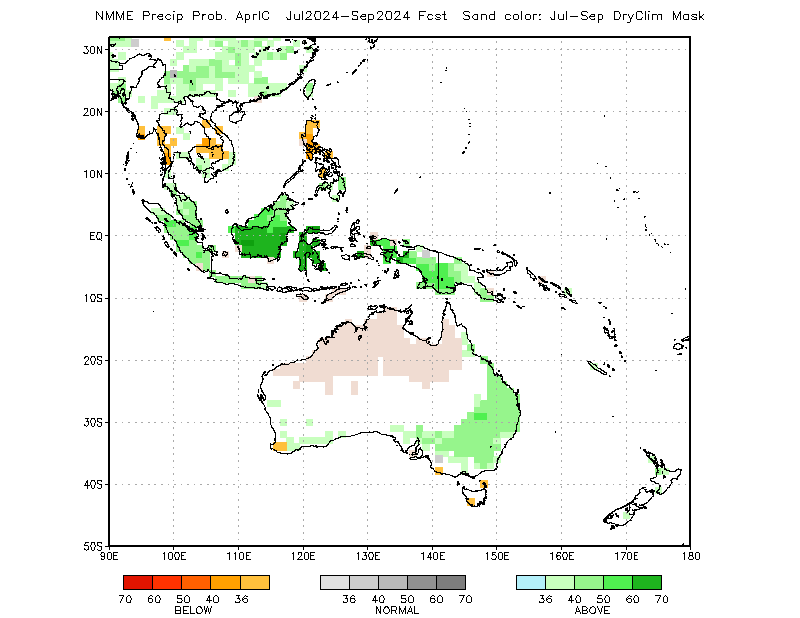 NMME Precip Prob. AprIC  Jul2024-Sep2024 Fcst  Sand color: Jul-Sep DryClim Mask
30N
20N
10N
EQ
10S
20S
30S
40S
50S
90E 100E 110E 120E 130E 140E 150E 160E 170E 180
70 60 50 40 36 36 40 50 60 70 36 40 50 60 70
BELOW NORMAL ABOVE